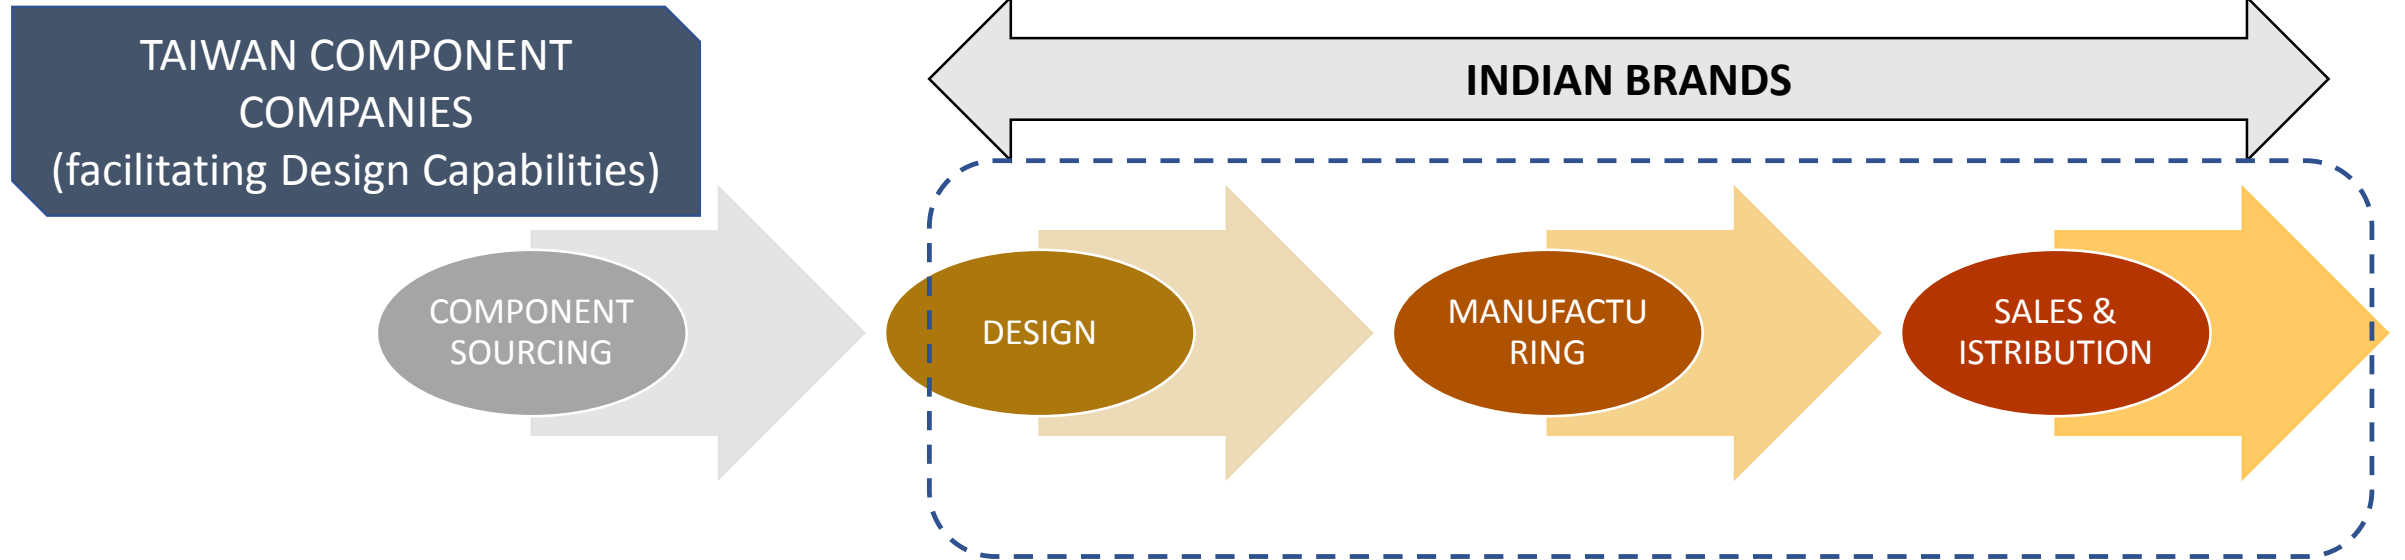 TAIWAN COMPONENT
COMPANIES
(facilitating Design Capabilities)
INDIAN BRANDS
COMPONENT
SOURCING
DESIGN
MANUFACTU
RING
SALES &
ISTRIBUTION